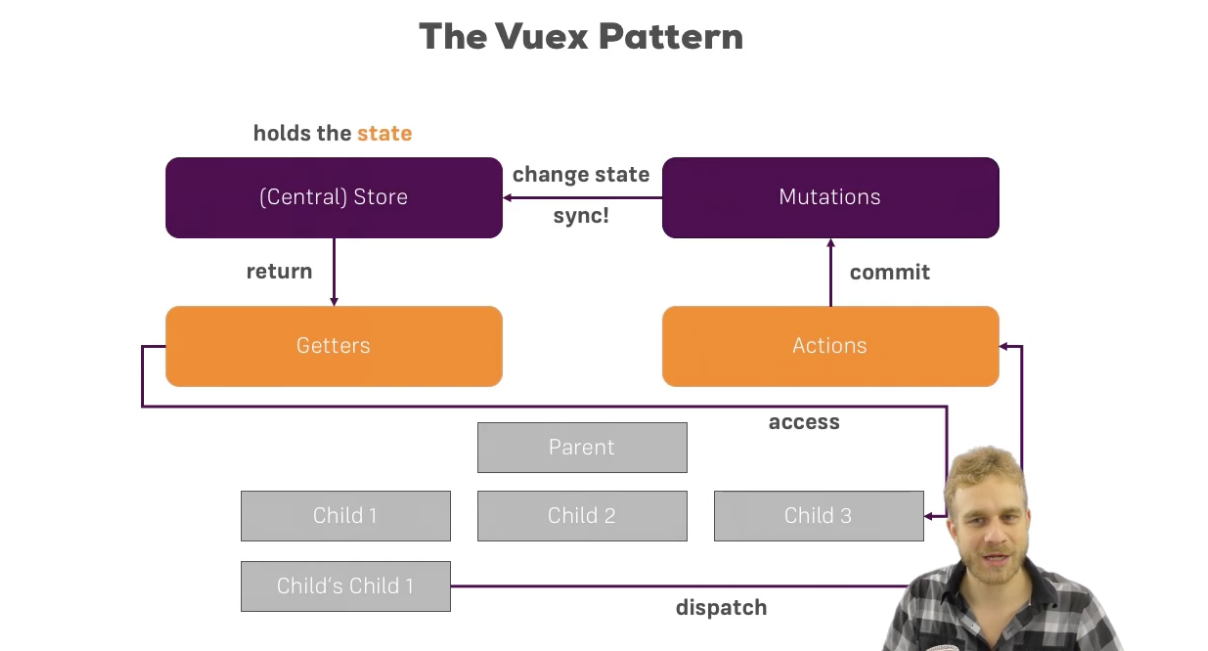 The Vuex Pattern
holds the state
(Central) Store
change state
sync!
Mutations
return
commit
Getters
Actions
access
Parent
Child 1
Child 2
Child 3
Child's Child 1
dispatch